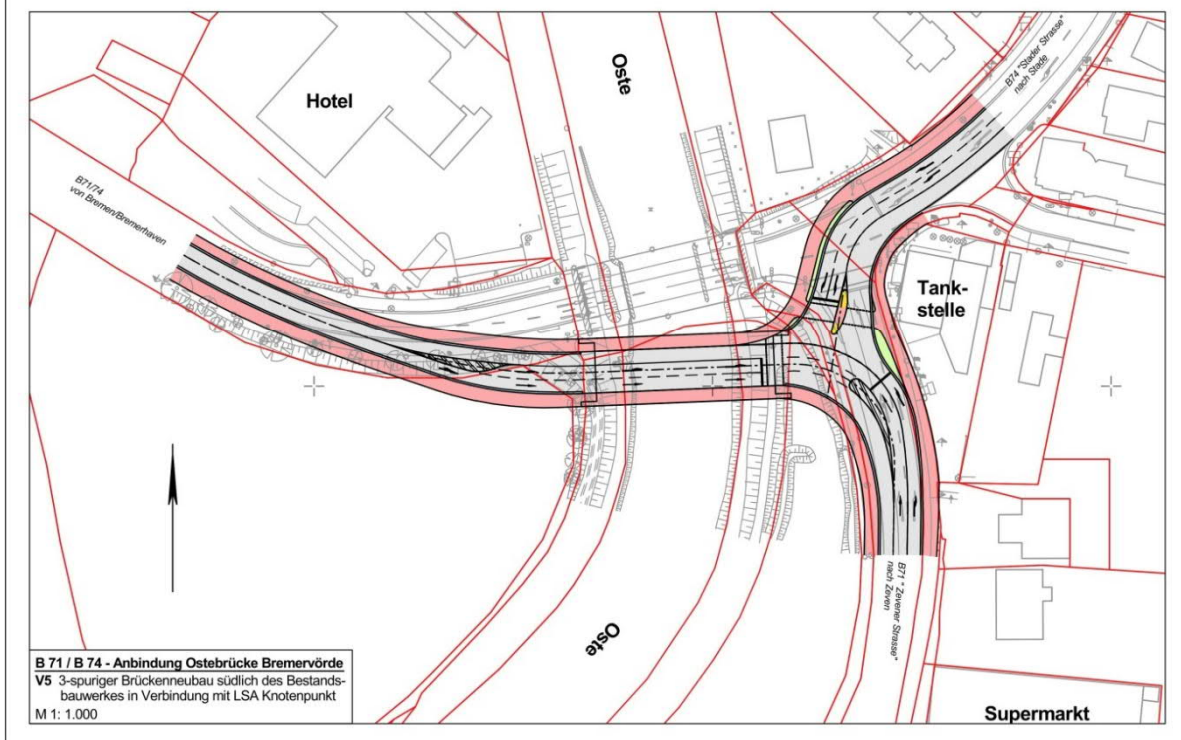 Oste
B74 "Stader Strasse"
nach Stade
Hotel
B71/74
von Bremen/Bremerhaven
Tank-
stelle
B71 " Zevener Strasse"
nach Zeven
Oste
B 71 / B 74 - Anbindung Ostebrücke Bremervörde
V5 3-spuriger Brückenneubau südlich des Bestands-
bauwerkes in Verbindung mit LSA Knotenpunkt
M 1: 1.000
Supermarkt